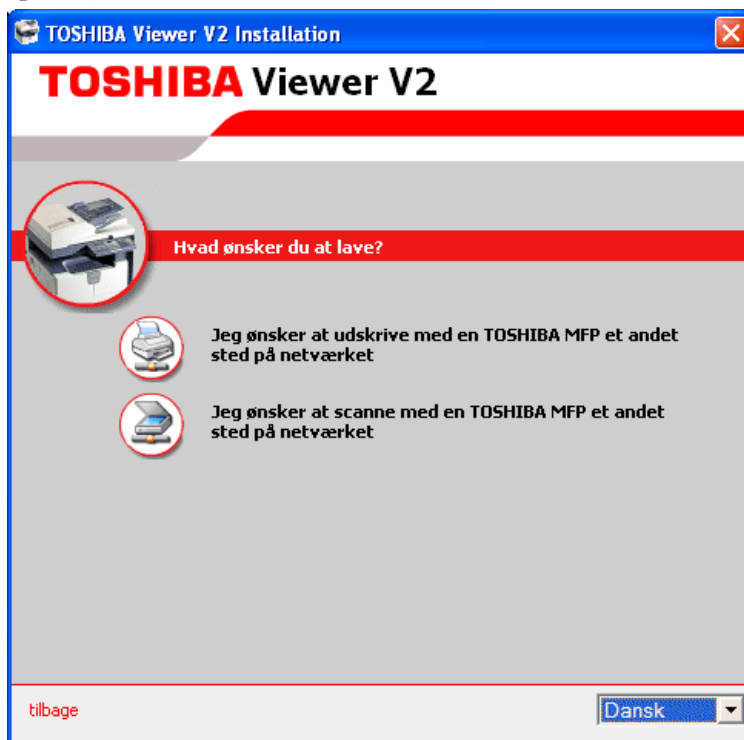 TOSHIBA Viewer V2 Installation
TOSHIBA Viewer V2
Hvad ønsker du at lave?
Jeg ønsker at udskrive med en TOSHIBA MFP et andet
sted på netværket
Jeg ønsker at scanne med en TOSHIBA MFP et andet
sted på netværket
tilbage
Dansk